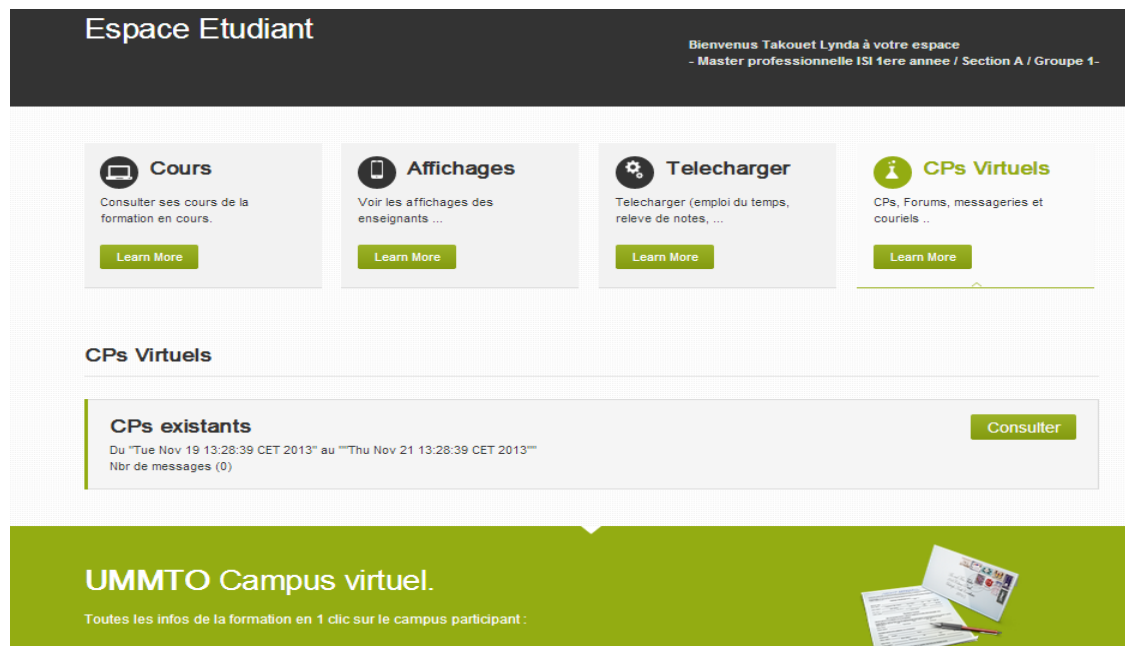 Espace Etudiant
Bienvenus Takouet Lynda à votre espace
- Master professionnelle ISI 1ere annee / Section A / Groupe 1-
Cours
Consulter ses cours de la
formation en cours.
Learn More
Affichages
Voir les affichages des
enseignants ...
Learn More
Telecharger
Telecharger (emploi du temps,
releve de notes, ...
Learn More
CPs Virtuels
CPs, Forums, messageries et
couriels ..
Learn More
CPs Virtuels
CPs existants
Du "Tue Nov 19 13:28:39 CET 2013" au ""Thu Nov 21 13:28:39 CET 2013""
Nbr de messages (0)
Consulter
UMMTO Campus virtuel.
Toutes les infos de la formation en 1 clic sur le campus participant :